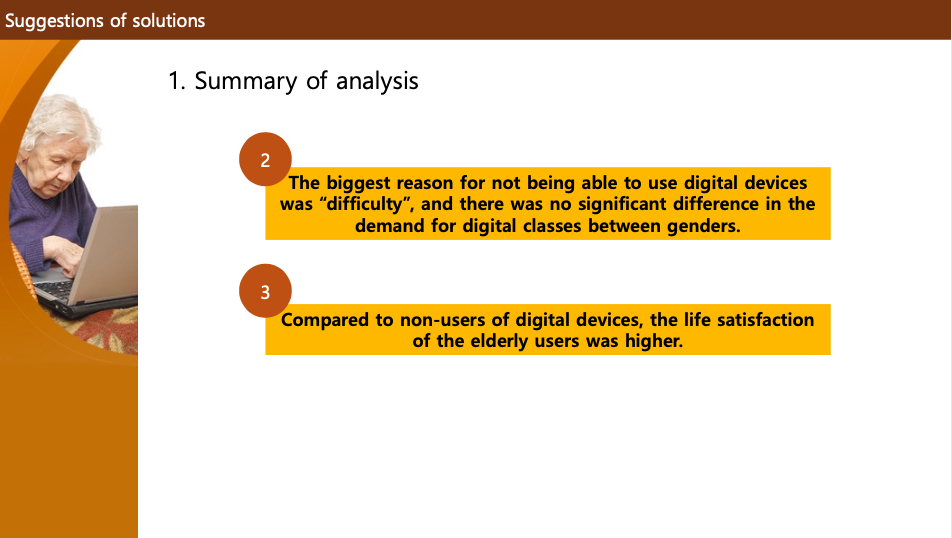 Suggestions of solutions
1. Summary of analysis
2
The biggest reason for not being able to use digital devices
was “difficulty”, and there was no significant difference in the
demand for digital classes between genders.
3
Compared to non-users of digital devices, the life satisfaction
of the elderly users was higher.